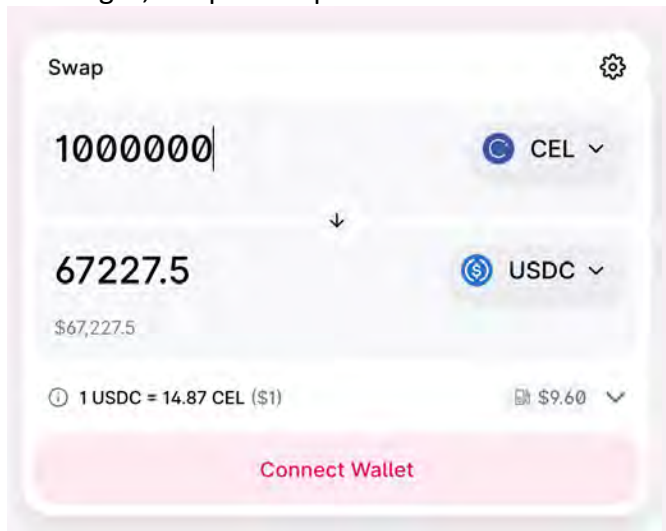 Swap
1000000
CEL
67227.5
USDC
$67,227.5
1 USDC = 14.87 CEL ($1)
$9.60
Connect Wallet